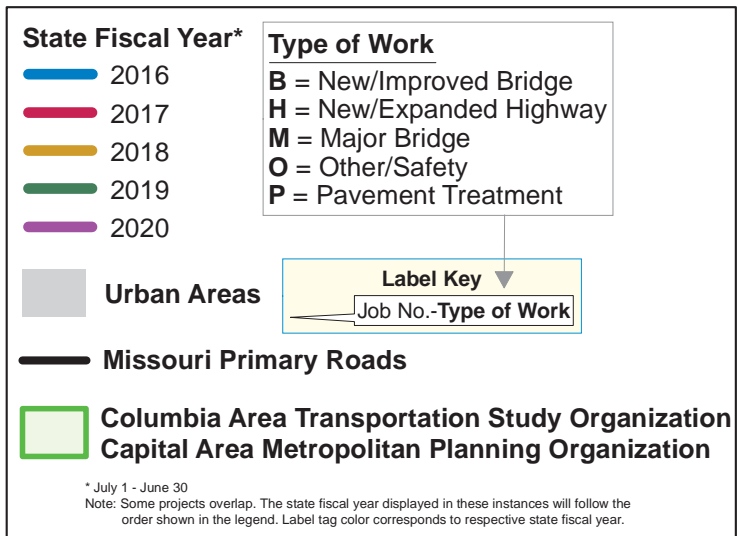 State Fiscal Year*
2016
2017
2018
2019
2020
Type of Work
B = New/Improved Bridge
H = New/Expanded Highway
M = Major Bridge
O = Other/Safety
P = Pavement Treatment
Urban Areas
Label Key
Job No.-Type of Work
Missouri Primary Roads
Columbia Area Transportation Study Organization
Capital Area Metropolitan Planning Organization
* July 1 - June 30
Note: Some projects overlap. The state fiscal year displayed in these instances will follow the
order shown in the legend. Label tag color corresponds to respective state fiscal year.